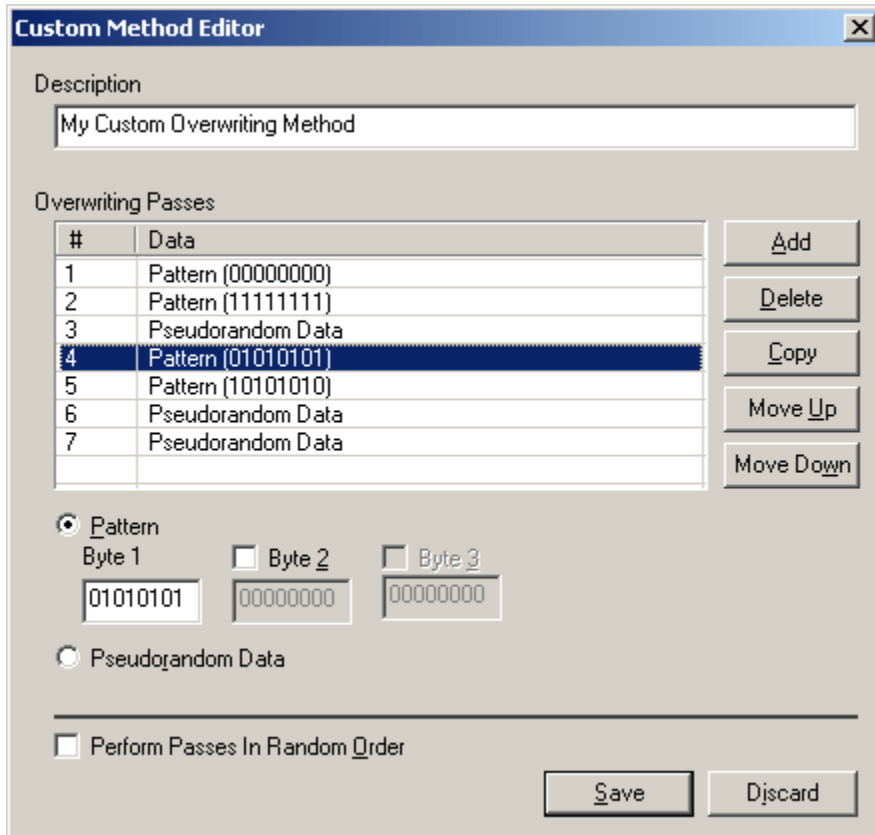 Custom Method Editor
Description
My Custom Overwriting Method
Overwriting Passes
# Data
1 Pattern (00000000)
2 Pattern (11111111)
3 Pseudorandom Data
4 Pattern (01010101)
5 Pattern (10101010)
6 Pseudorandom Data
7 Pseudorandom Data
Add
Delete
Copy
Move Up
Move Down
Pattern
Byte 1 Byte 2 Byte 3
01010101 00000000 00000000
Pseudorandom Data
Perform Passes In Random Order
Save Discard